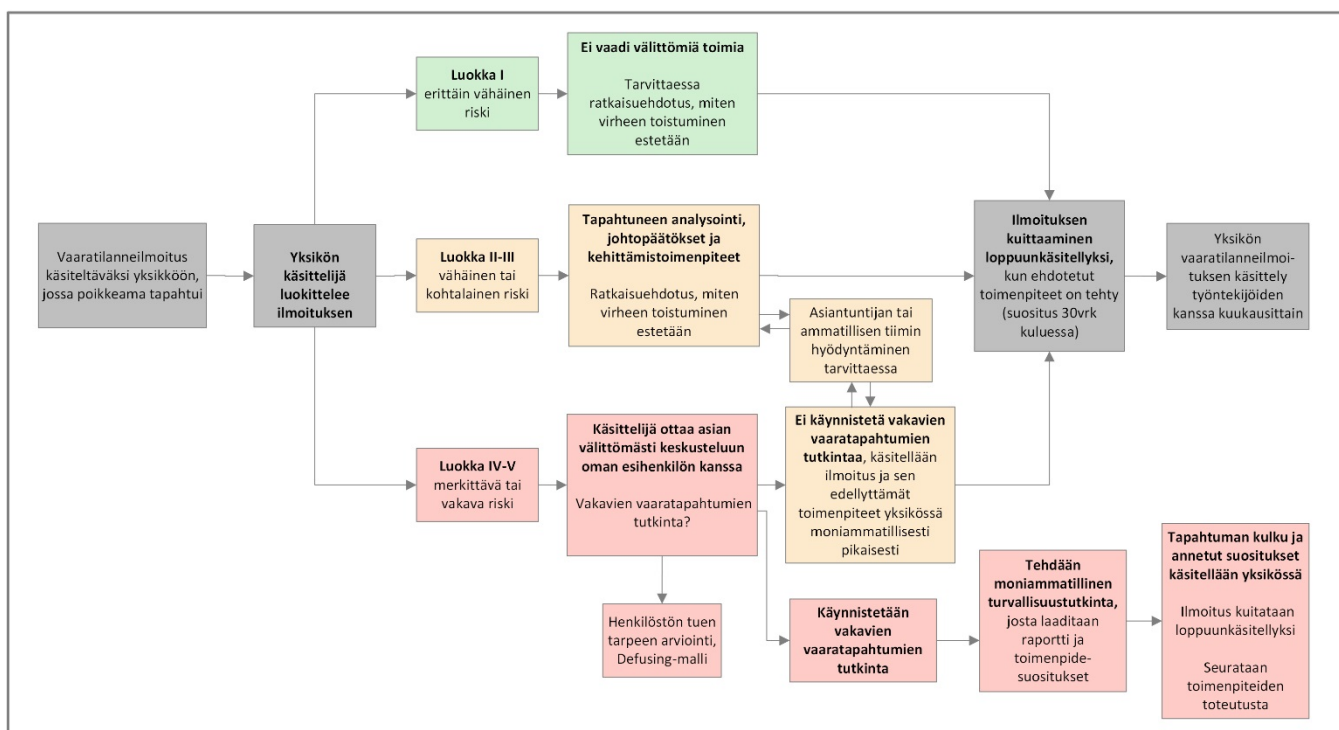 Vaaratilanneilmoitus
käsiteltäväksi yksikköön,
jossa poikkeama tapahtui
Yksikön
käsittelijä
luokittelee
ilmoituksen
Luokka I
erittäin vähäinen
riski
Ei vaadi välittömiä toimia
Tarvittaessa
ratkaisuehdotus, miten
virheen toistuminen
estetään
Luokka II-III
vähäinen tai
kohtalainen riski
Tapahtuneen analysointi,
johtopäätökset ja
kehittämistoimenpiteet
Ratkaisuehdotus, miten
virheen toistuminen
estetään
Asiantuntijan tai
ammatillisen tiimin
hyödyntäminen
tarvittaessa
Ilmoituksen
kuittaaminen
loppuunkäsitellyksi,
kun ehdotetut
toimenpiteet on tehty
(suositus 30vrk
kuluessa)
Yksikön
vaaratilanneilmoi-
tuksen käsittely
työntekijöiden
kanssa kuukausittain
Luokka IV-V
merkittävä tai
vakava riski
Käsittelijä ottaa asian
välittömästi keskusteluun
oman esihenkilön kanssa
Vakavien vaaratapahtumien
tutkinta?
Ei käynnistetä vakavien
vaaratapahtumien
tutkintaa, käsitellään
ilmoitus ja sen
edellyttämät
toimenpiteet yksikössä
moniammatillisesti
pikaisesti
Henkilöstön tuen
tarpeen arviointi,
Defusing-malli
Käynnistetään
vakavien
vaaratapahtumien
tutkinta
Tehdään
moniammatillinen
turvallisuustutkinta,
josta laaditaan
raportti ja
toimenpide-
suositukset
Tapahtuman kulku ja
annetut suositukset
käsitellään yksikössä
Ilmoitus kuitataan
loppuunkäsitellyksi
Seurataan
toimenpiteiden
toteutusta